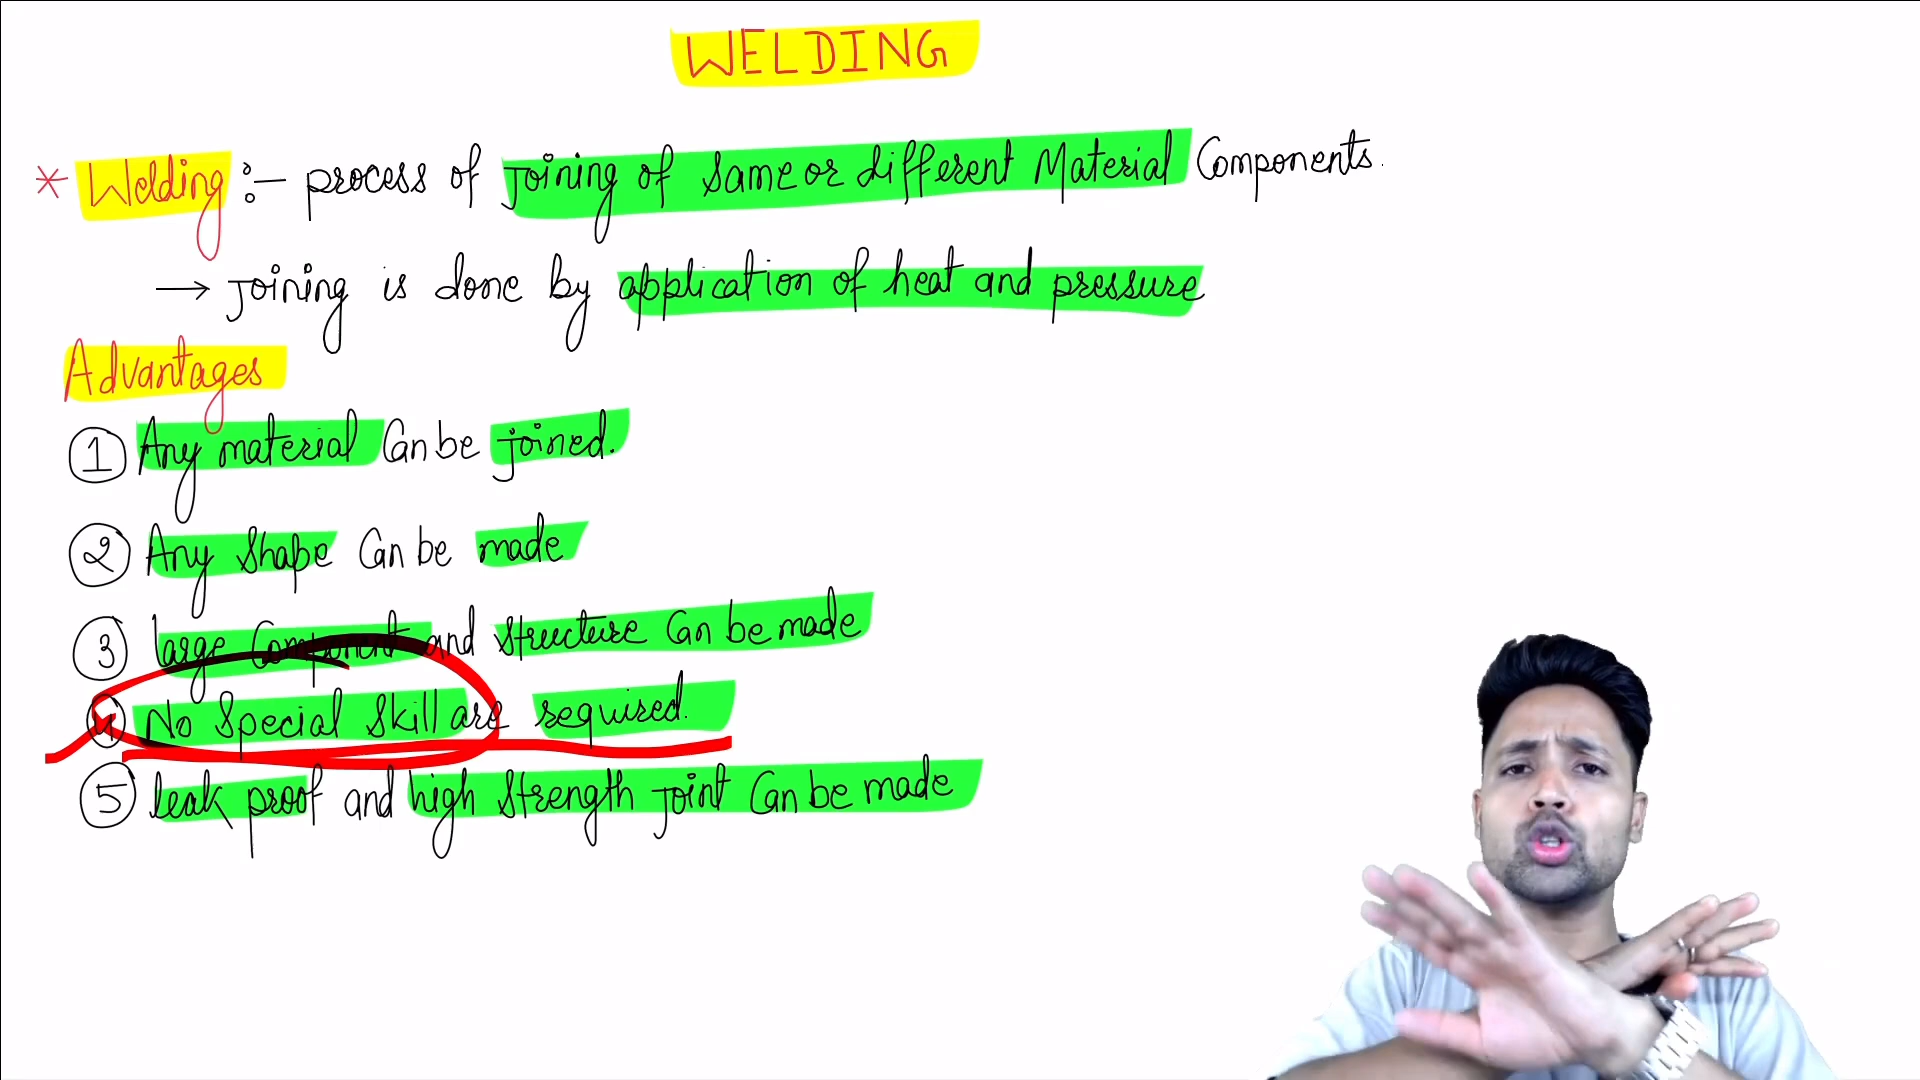 WELDING
* Welding :- process of joining of same or different Material Components.
→ joining is done by application of heat and pressure
Advantages
① Any material Can be joined.
② Any shape Can be made
③ large Component and structure Can be made
④ No special skill are required.
⑤ leak proof and high strength joint Can be made